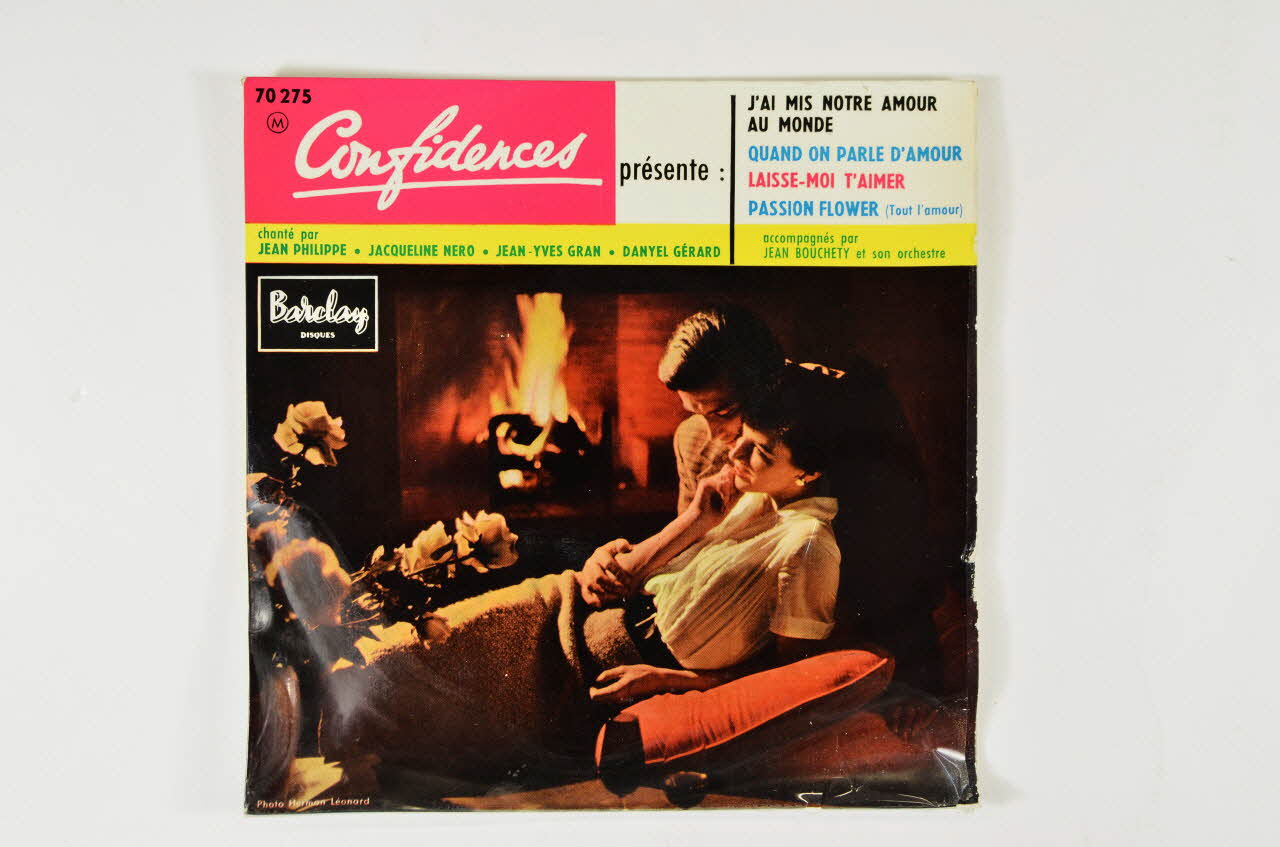 70 275
M
Confidences
présente :
J'AI MIS NOTRE AMOUR
AU MONDE
QUAND ON PARLE D'AMOUR
LAISSE-MOI T'AIMER
PASSION FLOWER (Tout l'amour)
chanté par
JEAN PHILIPPE • JACQUELINE NERO • JEAN-YVES GRAN • DANYEL GÉRARD
accompagnés par
JEAN BOUCHETY et son orchestre
Barclay
DISQUES
Photo Herman Léonard